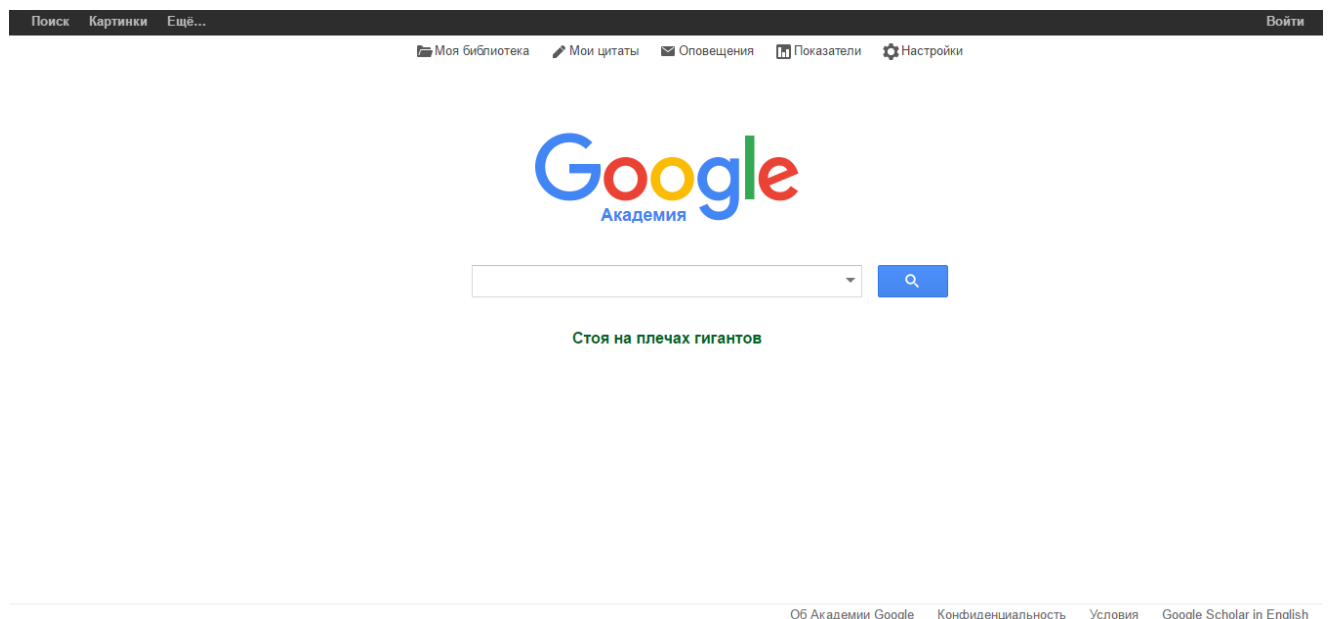 Поиск Картинки Ещё... Войти
Моя библиотека Мои цитаты Оповещения Показатели Настройки
Google
Академия
Стоя на плечах гигантов
Об Академии Google Конфиденциальность Условия Google Scholar in English